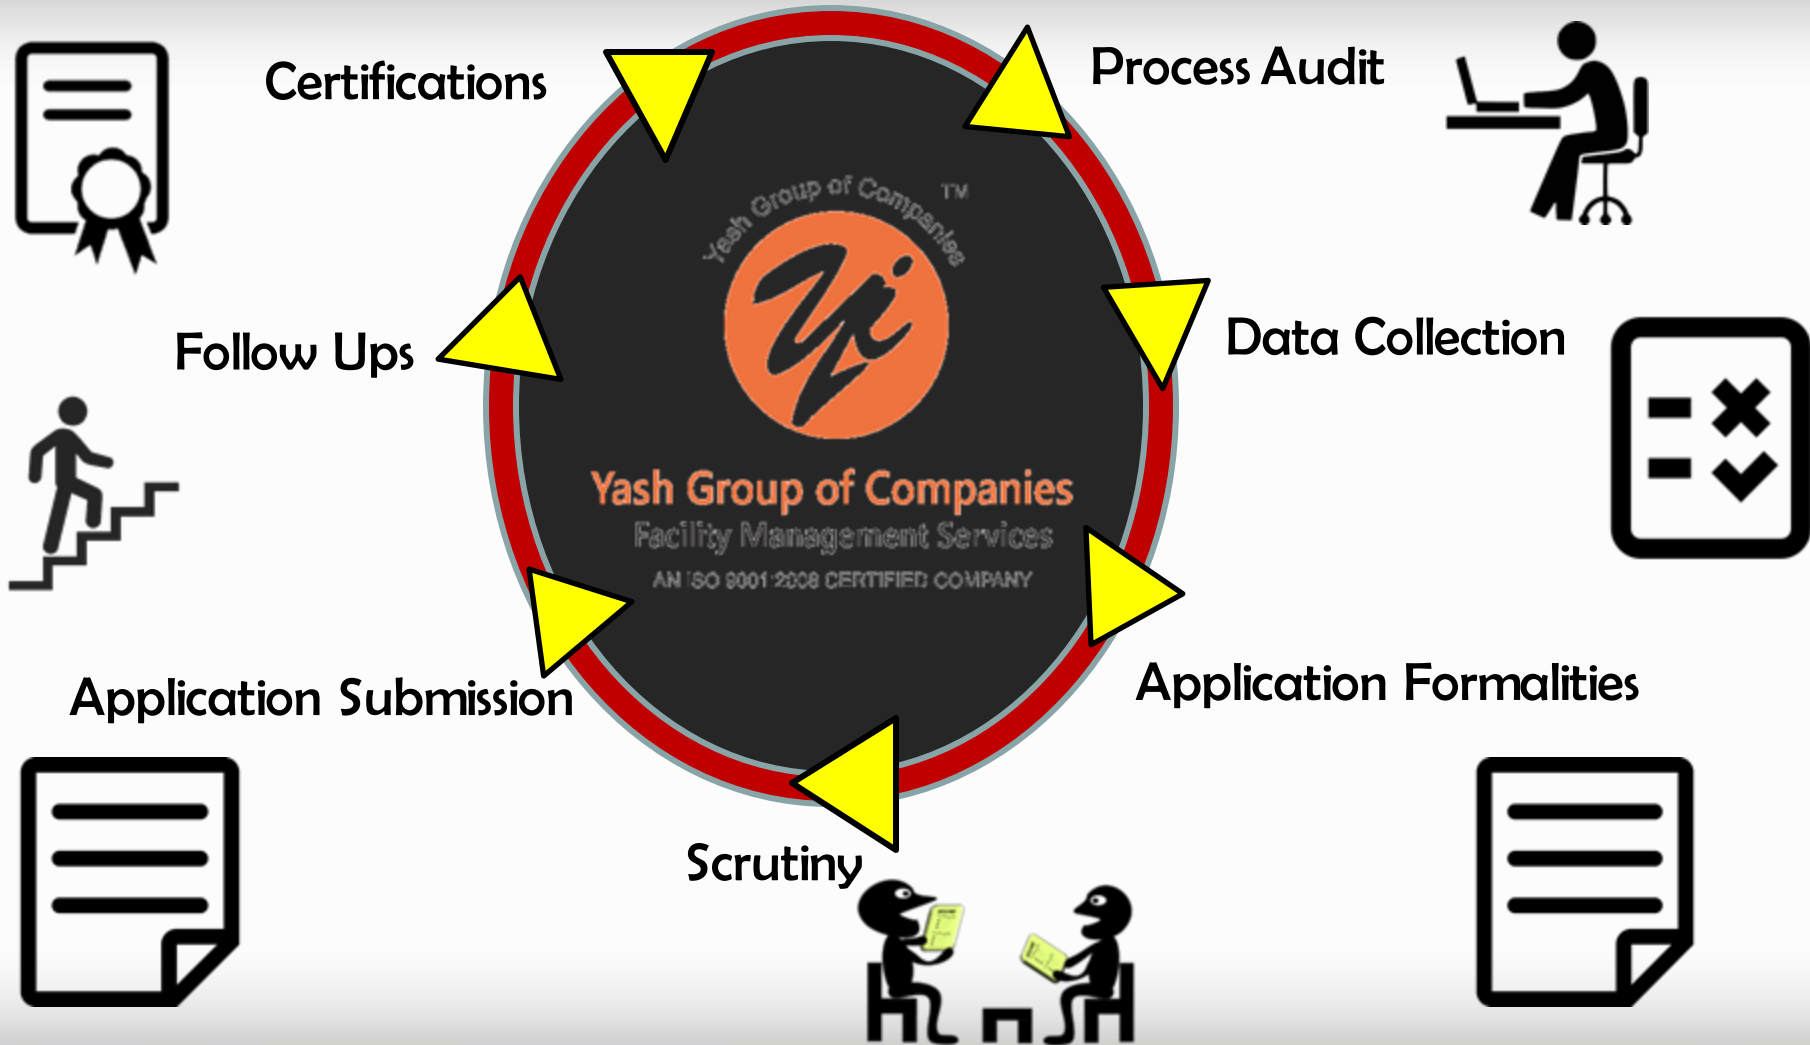 Certifications
Process Audit
Yash Group of Companies
TM
Follow Ups
Data Collection
Yash Group of Companies
Facility Management Services
AN ISO 9001:2008 CERTIFIED COMPANY
Application Submission
Application Formalities
Scrutiny